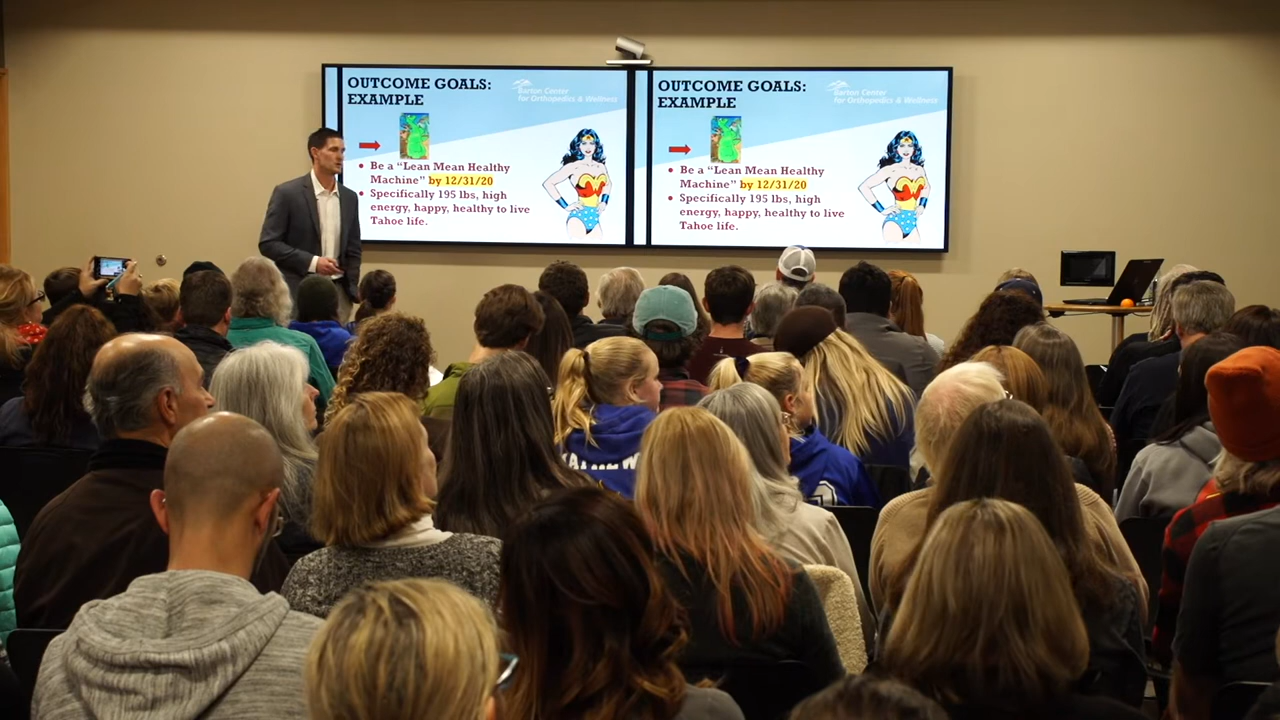 OUTCOME GOALS:
EXAMPLE
Barton Center
for Orthopedics & Wellness
• Be a “Lean Mean Healthy
Machine” by 12/31/20
• Specifically 195 lbs, high
energy, happy, healthy to live
Tahoe life.
OUTCOME GOALS:
EXAMPLE
Barton Center
for Orthopedics & Wellness
• Be a “Lean Mean Healthy
Machine” by 12/31/20
• Specifically 195 lbs, high
energy, happy, healthy to live
Tahoe life.